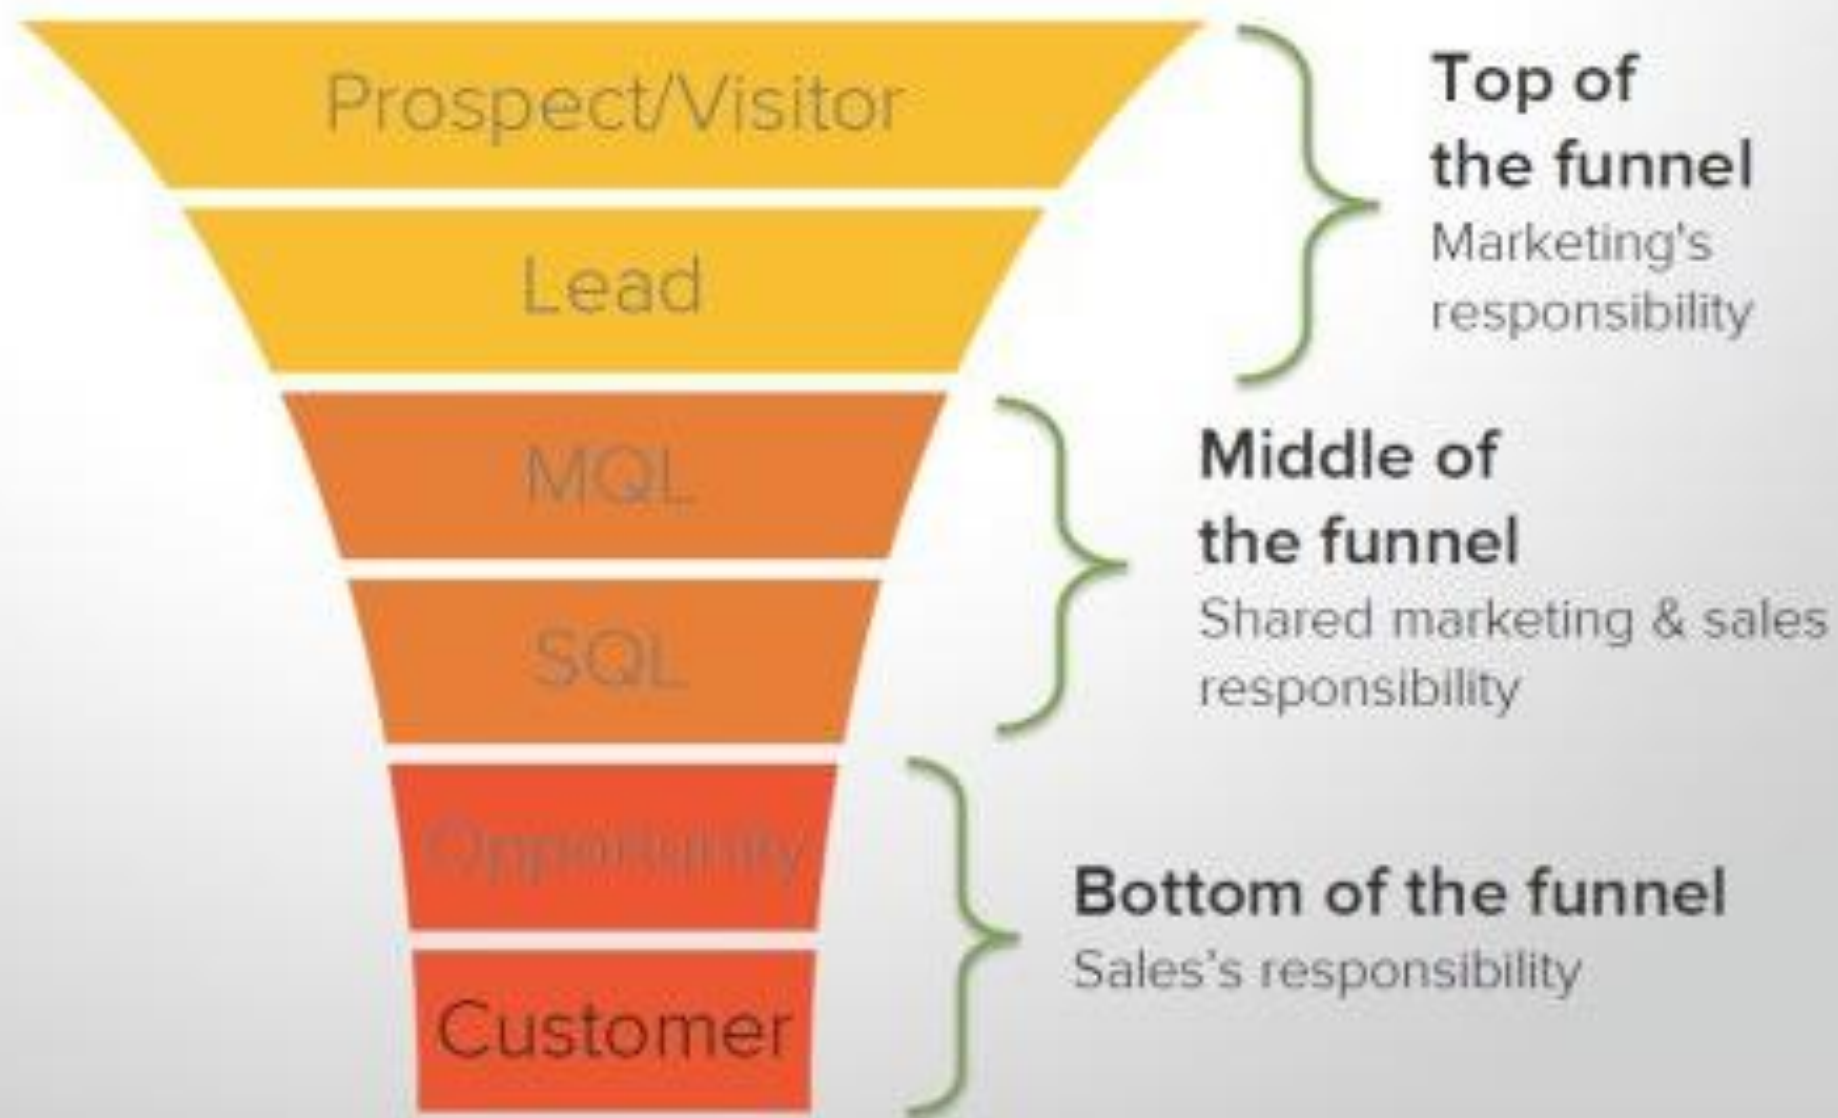 Prospect/Visitor
Lead
MQL
SQL
Opportunity
Customer
Top of
the funnel
Marketing's
responsibility
Middle of
the funnel
Shared marketing & sales
responsibility
Bottom of the funnel
Sales's responsibility